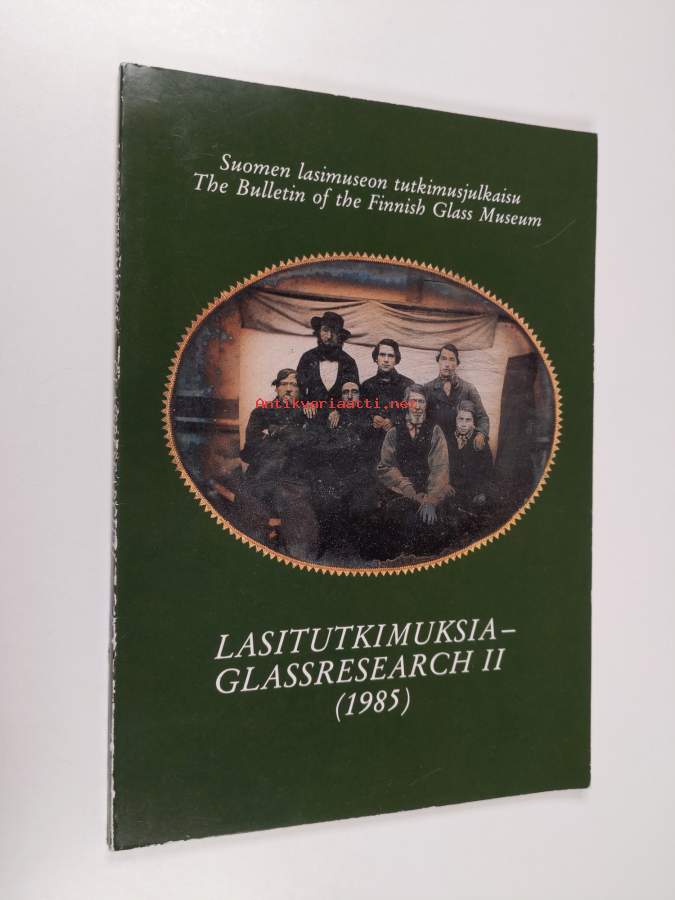 Suomen lasimuseon tutkimusjulkaisu
The Bulletin of the Finnish Glass Museum
Antikvariaatti.net
LASITUTKIMUKSIA–
GLASSRESEARCH II
(1985)